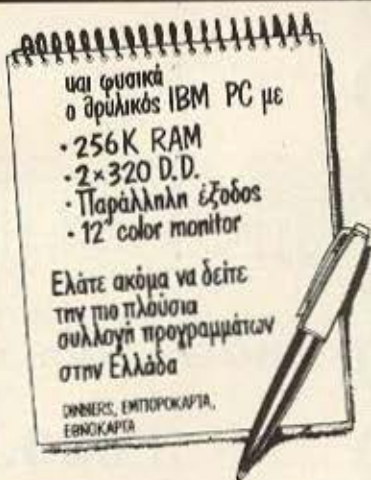 και φυσικά
ο θρυλικός IBM PC με
• 256K RAM
• 2×320 D.D.
• Παράλληλη έξοδος
• 12" color monitor
Ελάτε ακόμα να δείτε
την πιο πλούσια
συλλογή προγραμμάτων
στην Ελλάδα
DINNERS, ΕΜΠΟΡΟΚΑΡΤΑ,
ΕΘΝΟΚΑΡΤΑ